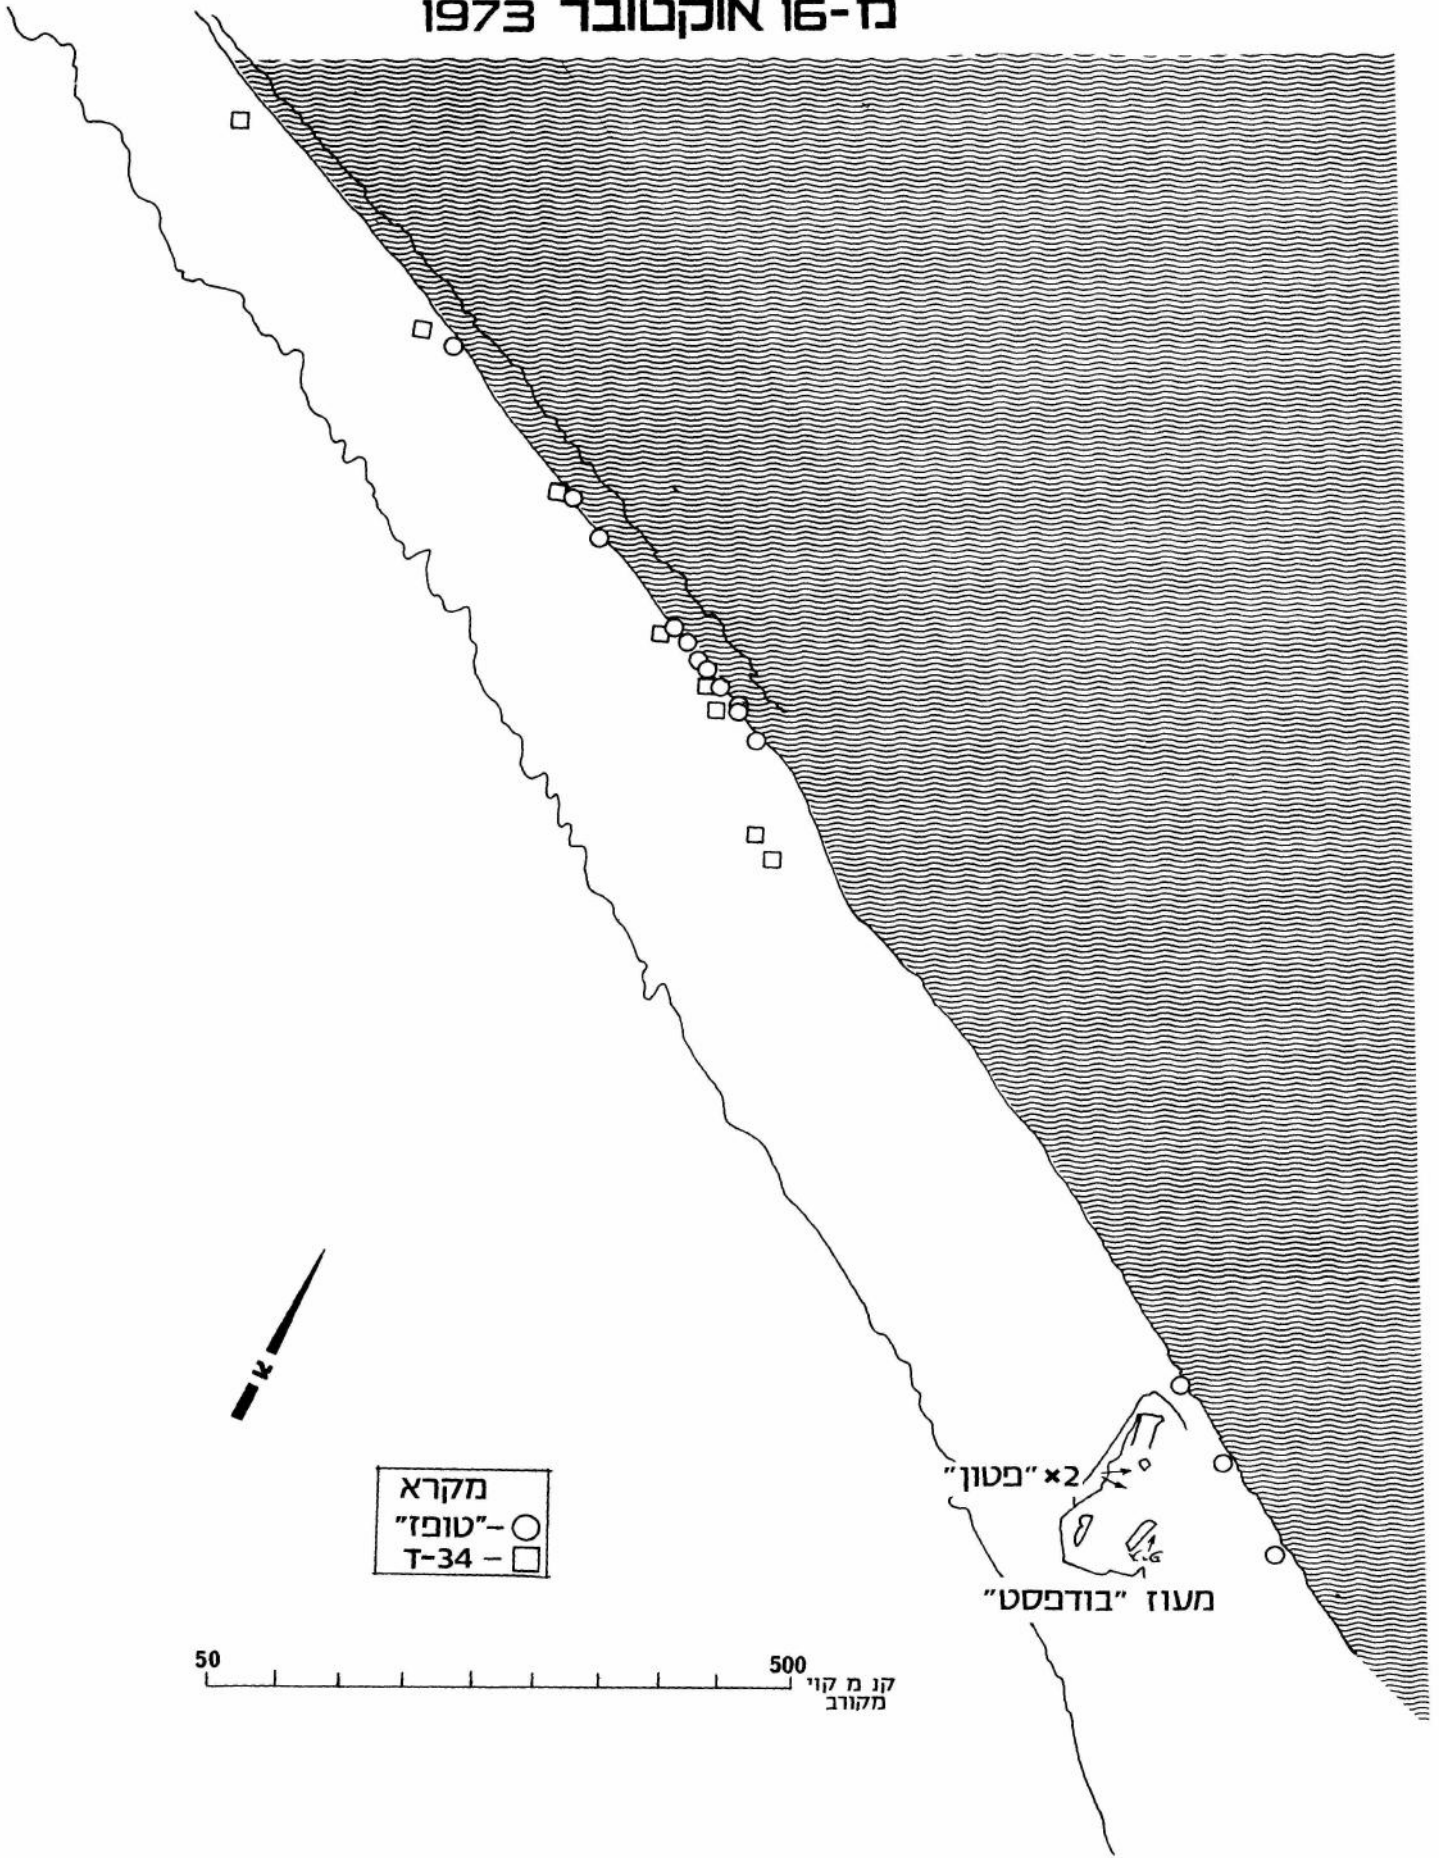 מ-16 אוקטובר 1973
"פטון" ×2
מעוז "בודפסט"
מקרא
○ -"טופז"
□ - ד-34
צ
50
500
קנ מ קוי
מקורב